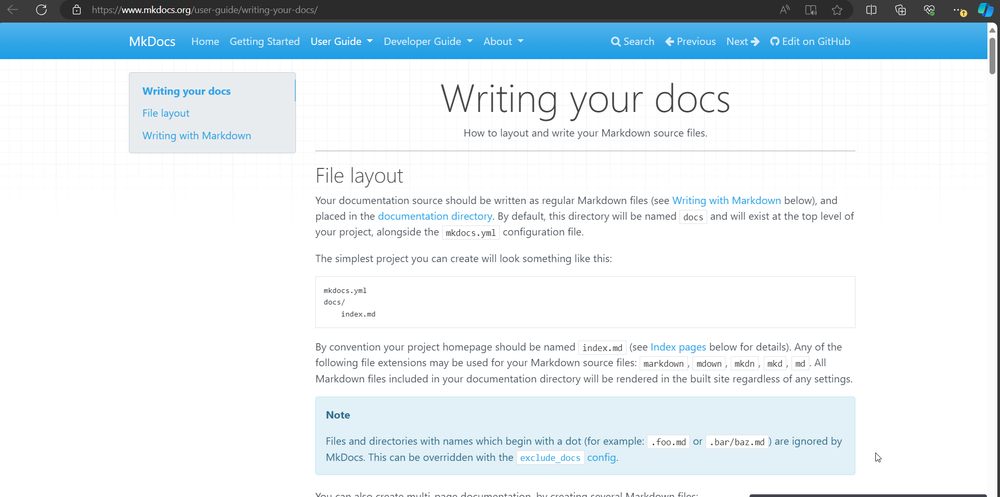 https://www.mkdocs.org/user-guide/writing-your-docs/
MkDocs Home Getting Started User Guide Developer Guide About Search Previous Next Edit on GitHub
Writing your docs
File layout
Writing with Markdown
Writing your docs
How to layout and write your Markdown source files.
File layout
Your documentation source should be written as regular Markdown files (see Writing with Markdown below), and
placed in the documentation directory. By default, this directory will be named docs and will exist at the top level of
your project, alongside the mkdocs.yml configuration file.
The simplest project you can create will look something like this:
mkdocs.yml
docs/
    index.md
By convention your project homepage should be named index.md (see Index pages below for details). Any of the
following file extensions may be used for your Markdown source files: markdown, mdown, mkdn, mkd, md. All
Markdown files included in your documentation directory will be rendered in the built site regardless of any settings.
Note
Files and directories with names which begin with a dot (for example: .foo.md or .bar/baz.md) are ignored by
MkDocs. This can be overridden with the exclude_docs config.
You can also create multi-page documentation, by creating several Markdown files: